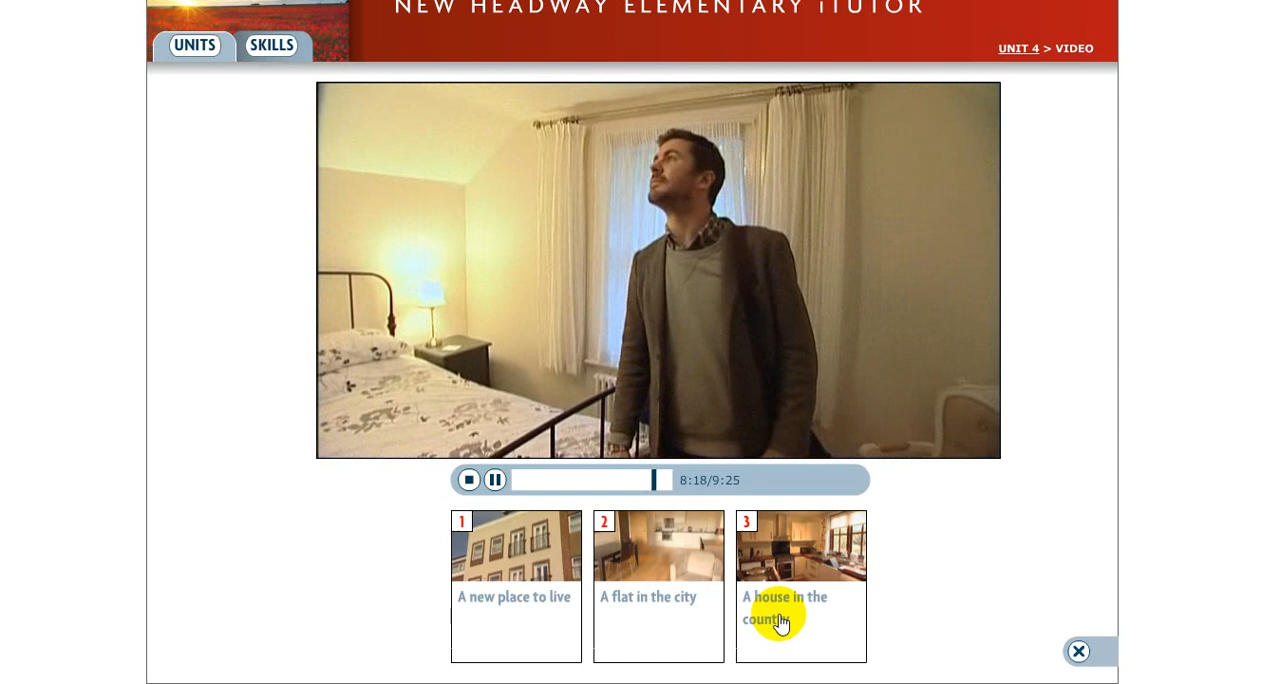 NEW HEADWAY ELEMENTARY iTUTOR
UNITS
SKILLS
UNIT 4 > VIDEO
8:18/9:25
1
2
3
A new place to live
A flat in the city
A house in the
country